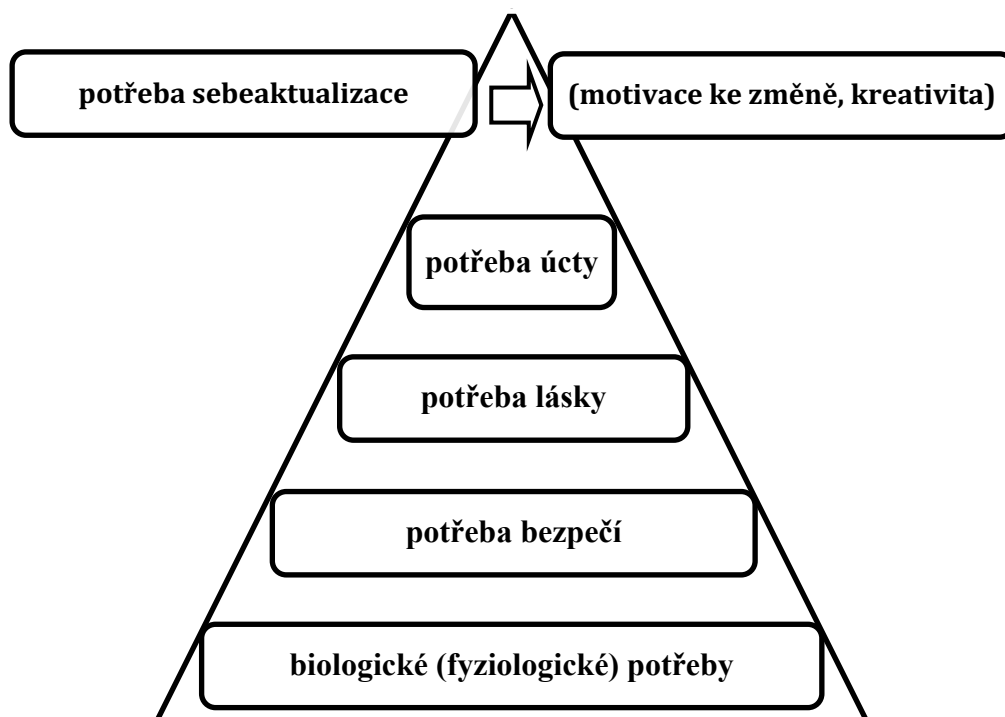 potřeba sebeaktualizace
(motivace ke změně, kreativita)
potřeba úcty
potřeba lásky
potřeba bezpečí
biologické (fyziologické) potřeby